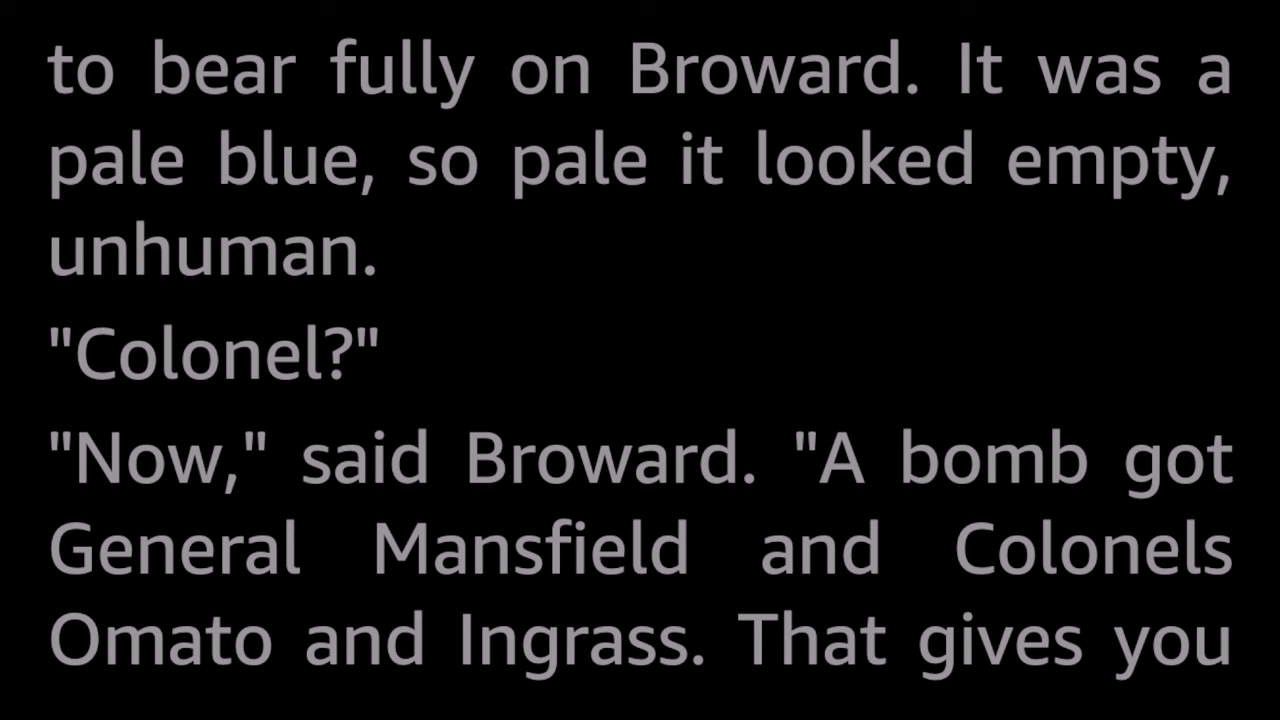 to bear fully on Broward. It was a
pale blue, so pale it looked empty,
unhuman.
"Colonel?"
"Now," said Broward. "A bomb got
General Mansfield and Colonels
Omato and Ingrass. That gives you